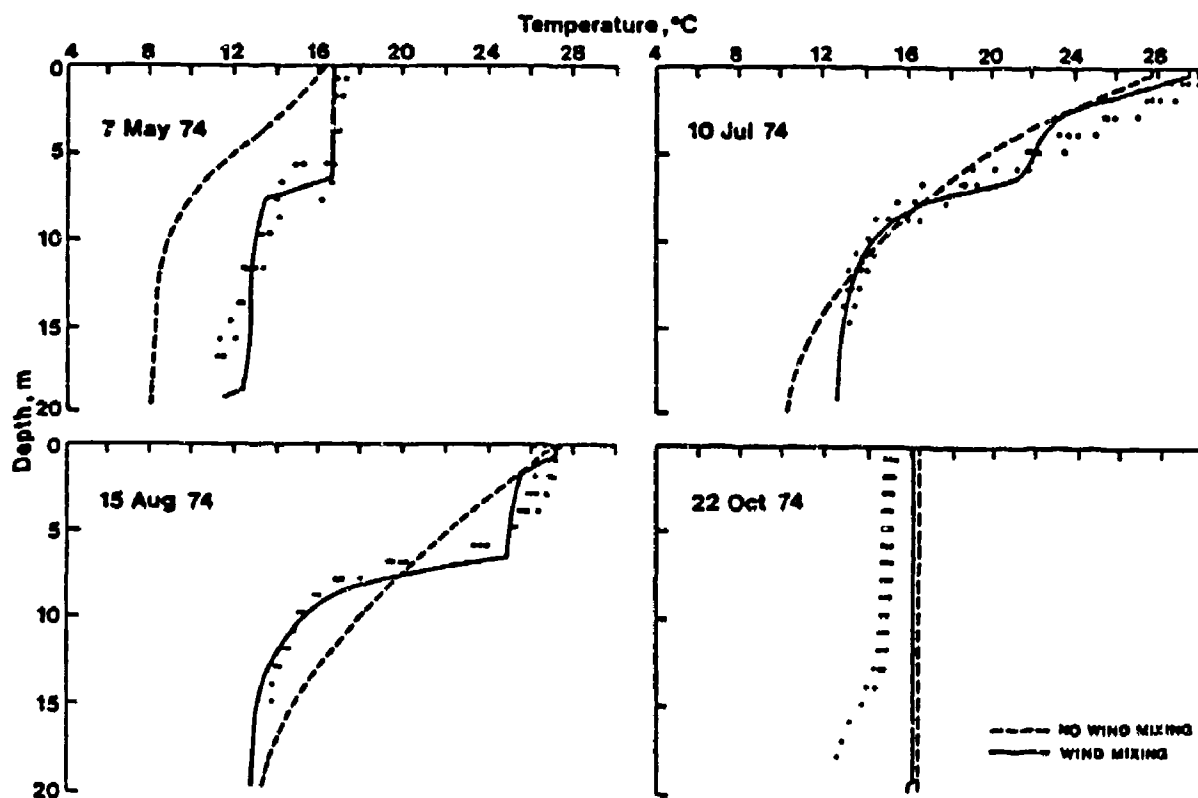 Temperature, °C
4 8 12 16 20 24 28
4 8 12 16 20 24 28
0
5
10
15
20
7 May 74
10 Jul 74
Depth, m
0
5
10
15
20
15 Aug 74
22 Oct 74
NO WIND MIXING
WIND MIXING